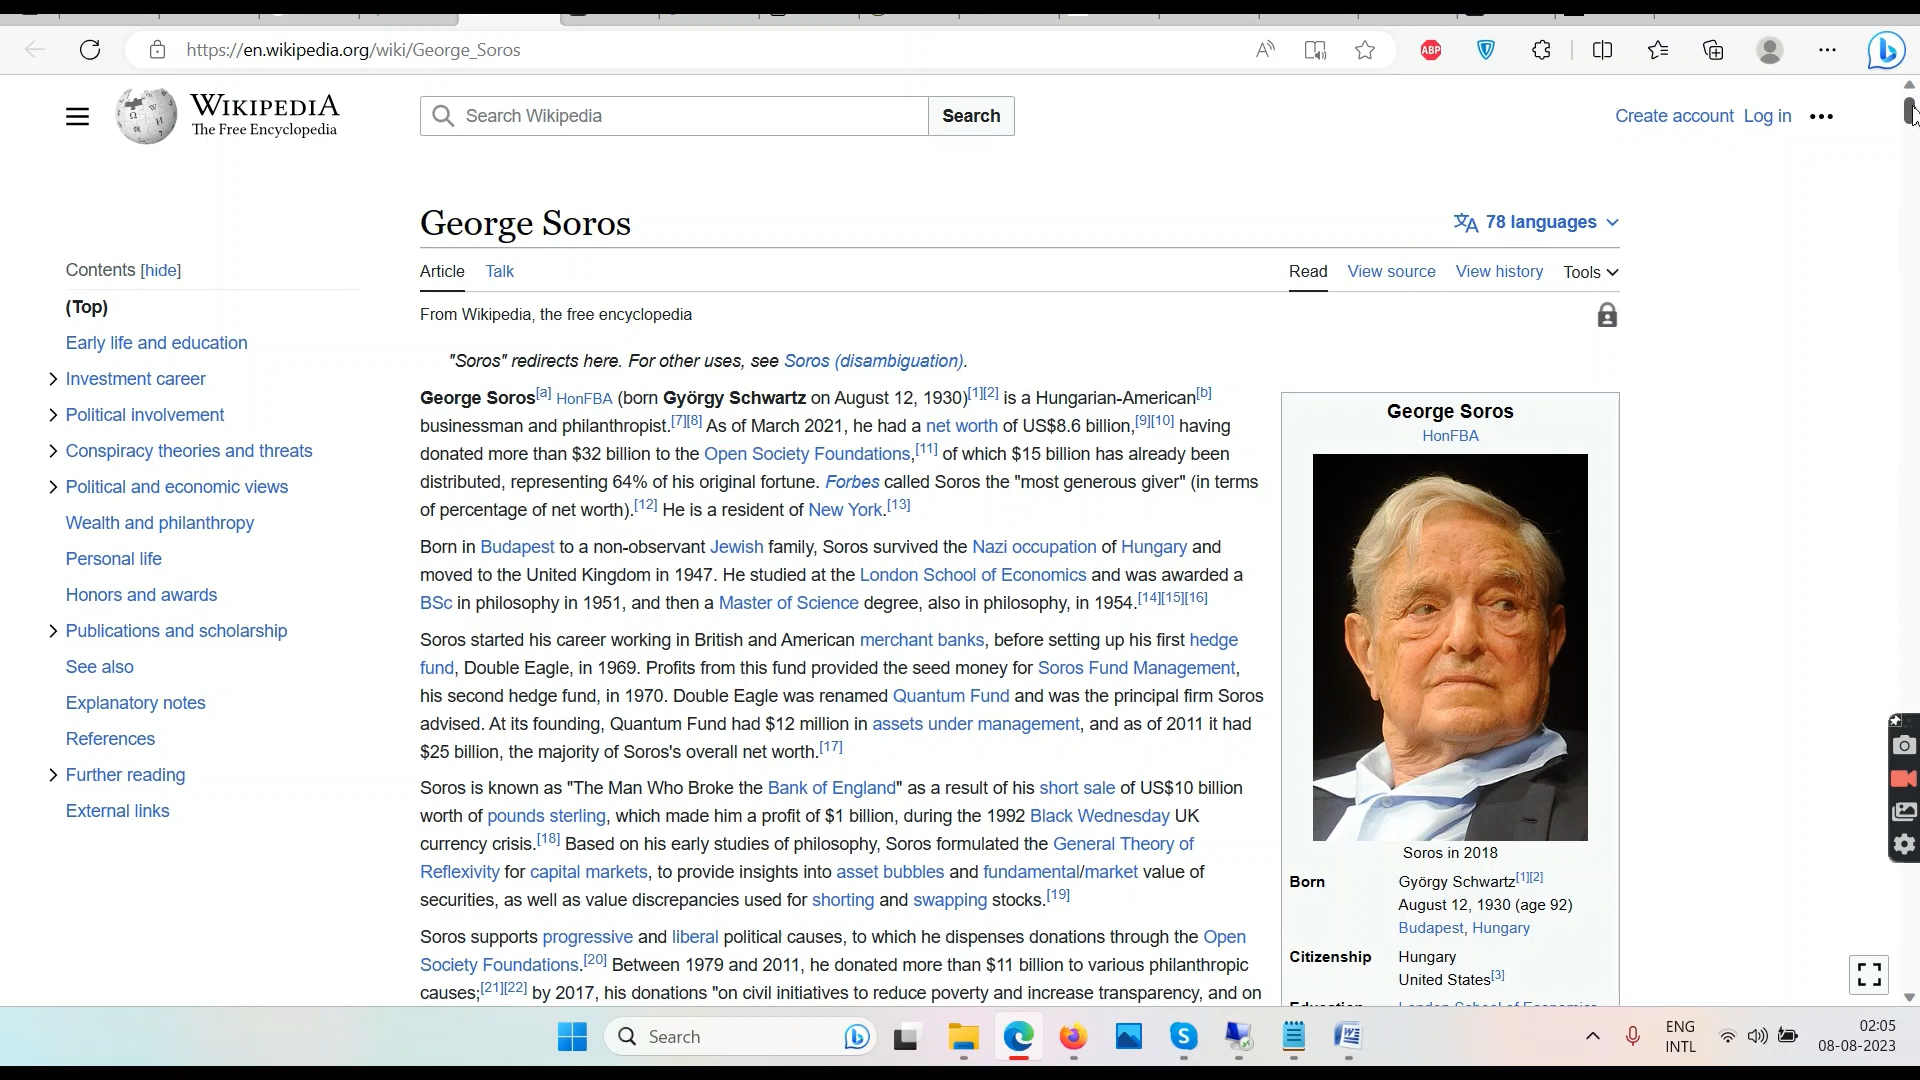 https://en.wikipedia.org/wiki/George_Soros
ABP
WIKIPEDIA
The Free Encyclopedia
Search Wikipedia
Search
Create account Log in
George Soros
78 languages
Article Talk
Read View source View history Tools
From Wikipedia, the free encyclopedia
Contents [hide]
(Top)
Early life and education
Investment career
Political involvement
Conspiracy theories and threats
Political and economic views
Wealth and philanthropy
Personal life
Honors and awards
Publications and scholarship
See also
Explanatory notes
References
Further reading
External links
"Soros" redirects here. For other uses, see Soros (disambiguation).
George Soros[a] HonFBA (born György Schwartz on August 12, 1930)[1][2] is a Hungarian-American[b]
businessman and philanthropist.[7][8] As of March 2021, he had a net worth of US$8.6 billion,[9][10] having
donated more than $32 billion to the Open Society Foundations,[11] of which $15 billion has already been
distributed, representing 64% of his original fortune. Forbes called Soros the "most generous giver" (in terms
of percentage of net worth).[12] He is a resident of New York.[13]
Born in Budapest to a non-observant Jewish family, Soros survived the Nazi occupation of Hungary and
moved to the United Kingdom in 1947. He studied at the London School of Economics and was awarded a
BSc in philosophy in 1951, and then a Master of Science degree, also in philosophy, in 1954.[14][15][16]
Soros started his career working in British and American merchant banks, before setting up his first hedge
fund, Double Eagle, in 1969. Profits from this fund provided the seed money for Soros Fund Management,
his second hedge fund, in 1970. Double Eagle was renamed Quantum Fund and was the principal firm Soros
advised. At its founding, Quantum Fund had $12 million in assets under management, and as of 2011 it had
$25 billion, the majority of Soros's overall net worth.[17]
Soros is known as "The Man Who Broke the Bank of England" as a result of his short sale of US$10 billion
worth of pounds sterling, which made him a profit of $1 billion, during the 1992 Black Wednesday UK
currency crisis.[18] Based on his early studies of philosophy, Soros formulated the General Theory of
Reflexivity for capital markets, to provide insights into asset bubbles and fundamental/market value of
securities, as well as value discrepancies used for shorting and swapping stocks.[19]
Soros supports progressive and liberal political causes, to which he dispenses donations through the Open
Society Foundations.[20] Between 1979 and 2011, he donated more than $11 billion to various philanthropic
causes;[21][22] by 2017, his donations "on civil initiatives to reduce poverty and increase transparency, and on
George Soros
HonFBA
Soros in 2018
Born György Schwartz[1][2]
August 12, 1930 (age 92)
Budapest, Hungary
Citizenship Hungary
United States[3]
Education London School of Economics
Search
ENG
INTL
02:05
08-08-2023